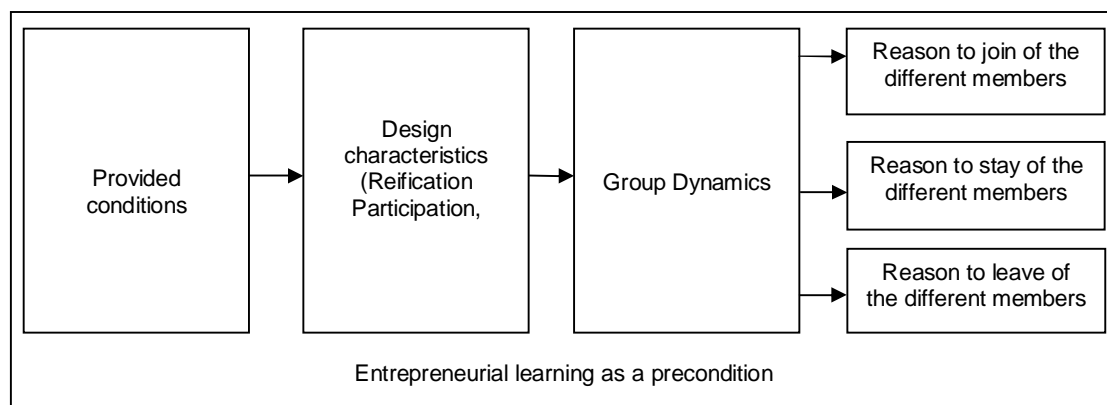 Provided
conditions
Design
characteristics
(Reification
Participation,
Group Dynamics
Reason to join of the
different members
Reason to stay of the
different members
Reason to leave of
the different members
Entrepreneurial learning as a precondition